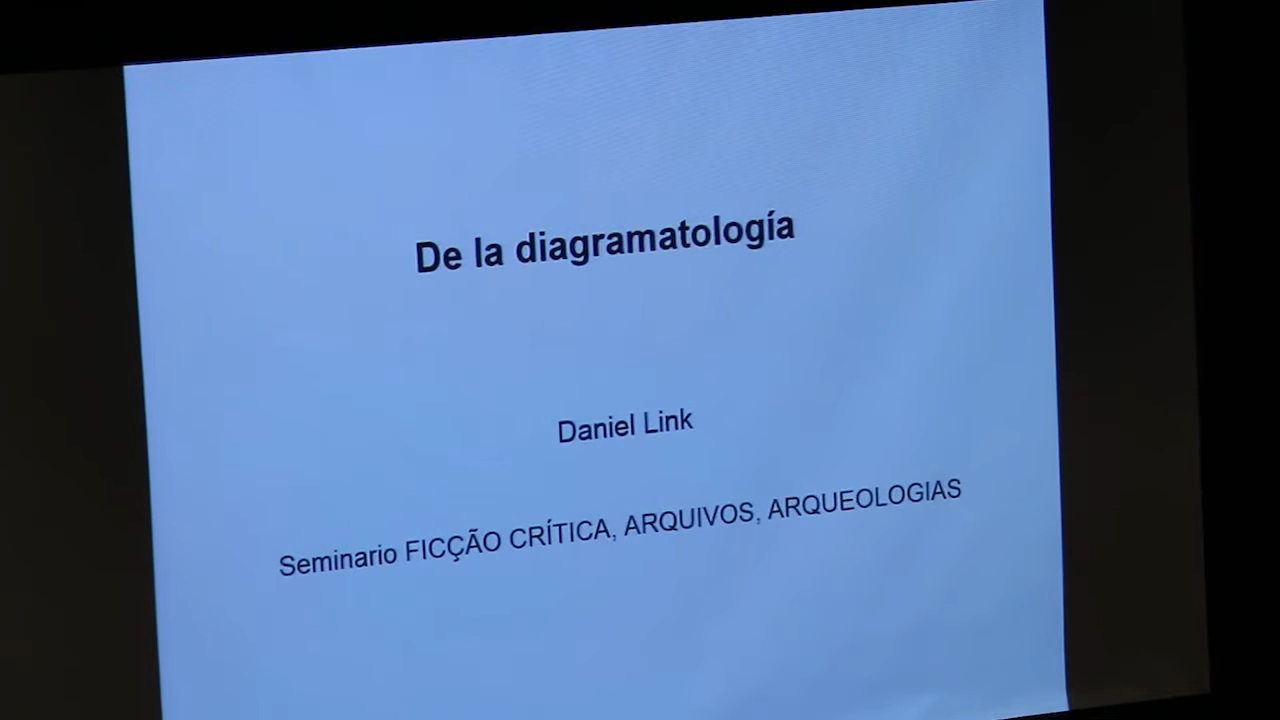 De la diagramatología
Daniel Link
Seminario FICÇÃO CRÍTICA, ARQUIVOS, ARQUEOLOGIAS